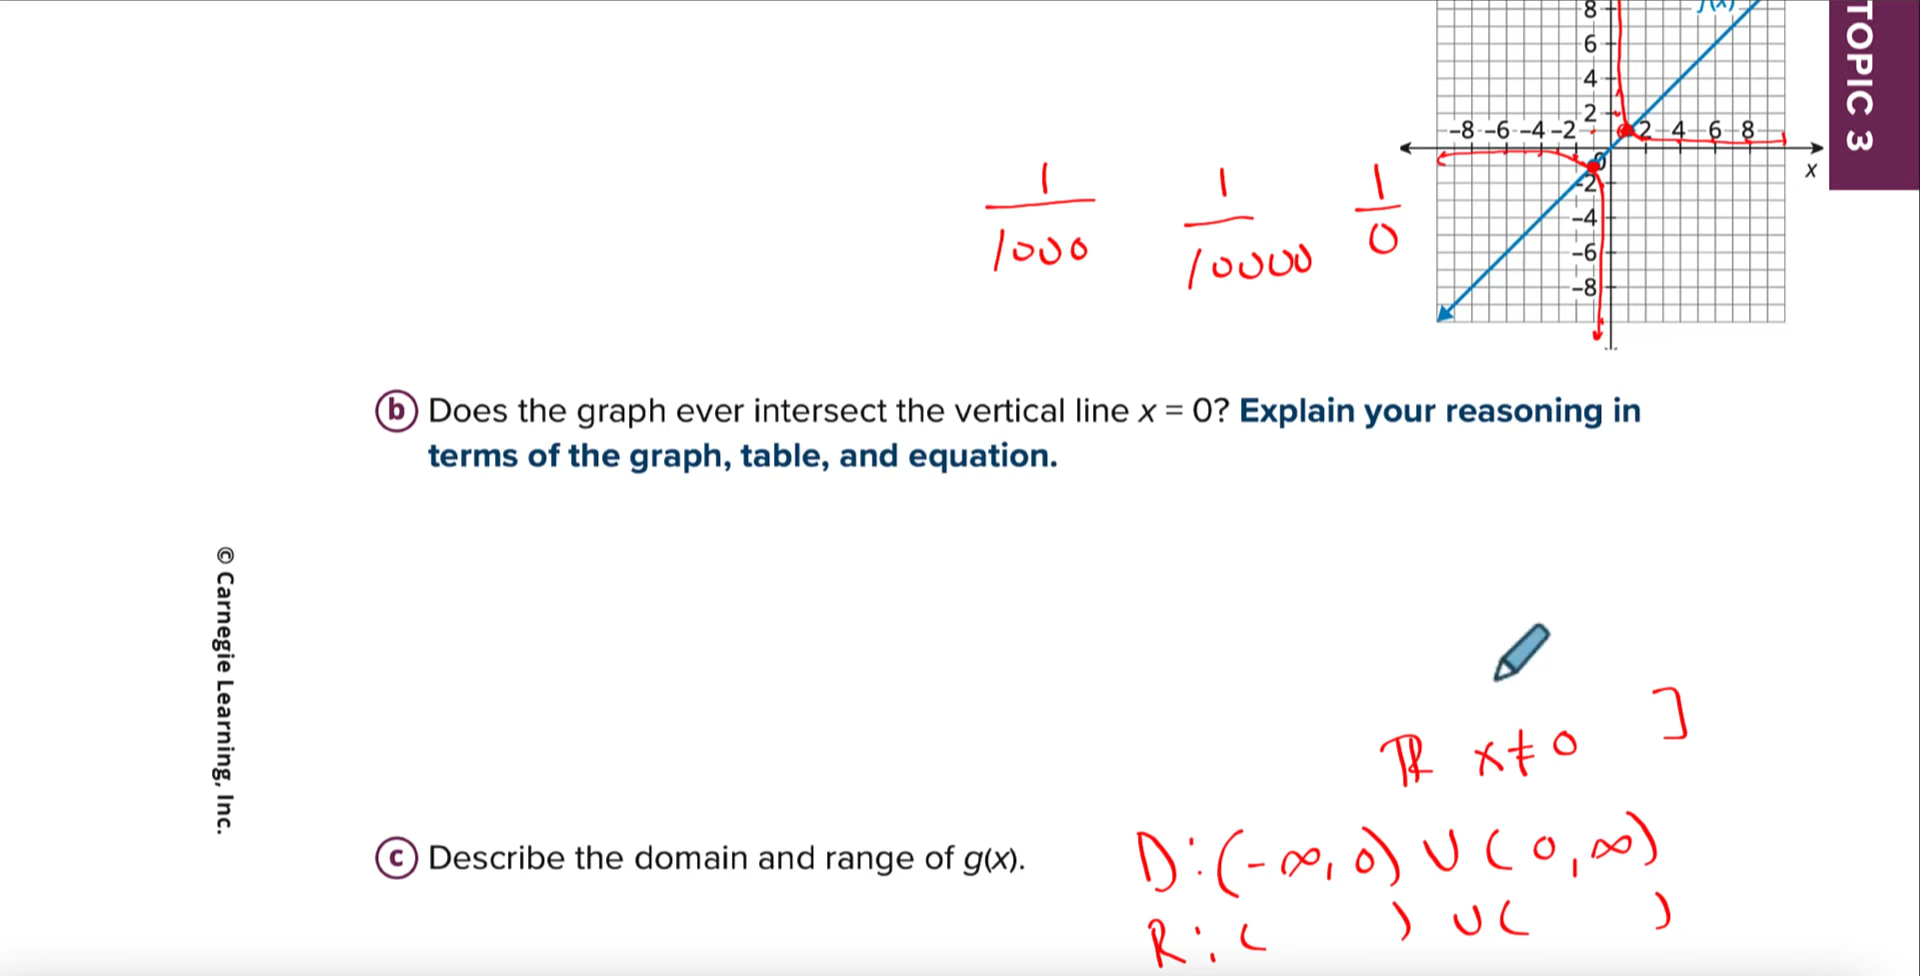 TOPIC 3
8
6
4
2
-8 -6 -4 -2 0 2 4 6 8
x
-2
-4
-6
-8
f(x)
1/1000 1/10000 1/0
b Does the graph ever intersect the vertical line x = 0? Explain your reasoning in
terms of the graph, table, and equation.
© Carnegie Learning, Inc.
ℝ x ≠ 0 ]
c Describe the domain and range of g(x).
D: (-∞, 0) ∪ (0, ∞)
R: ( ) ∪ ( )